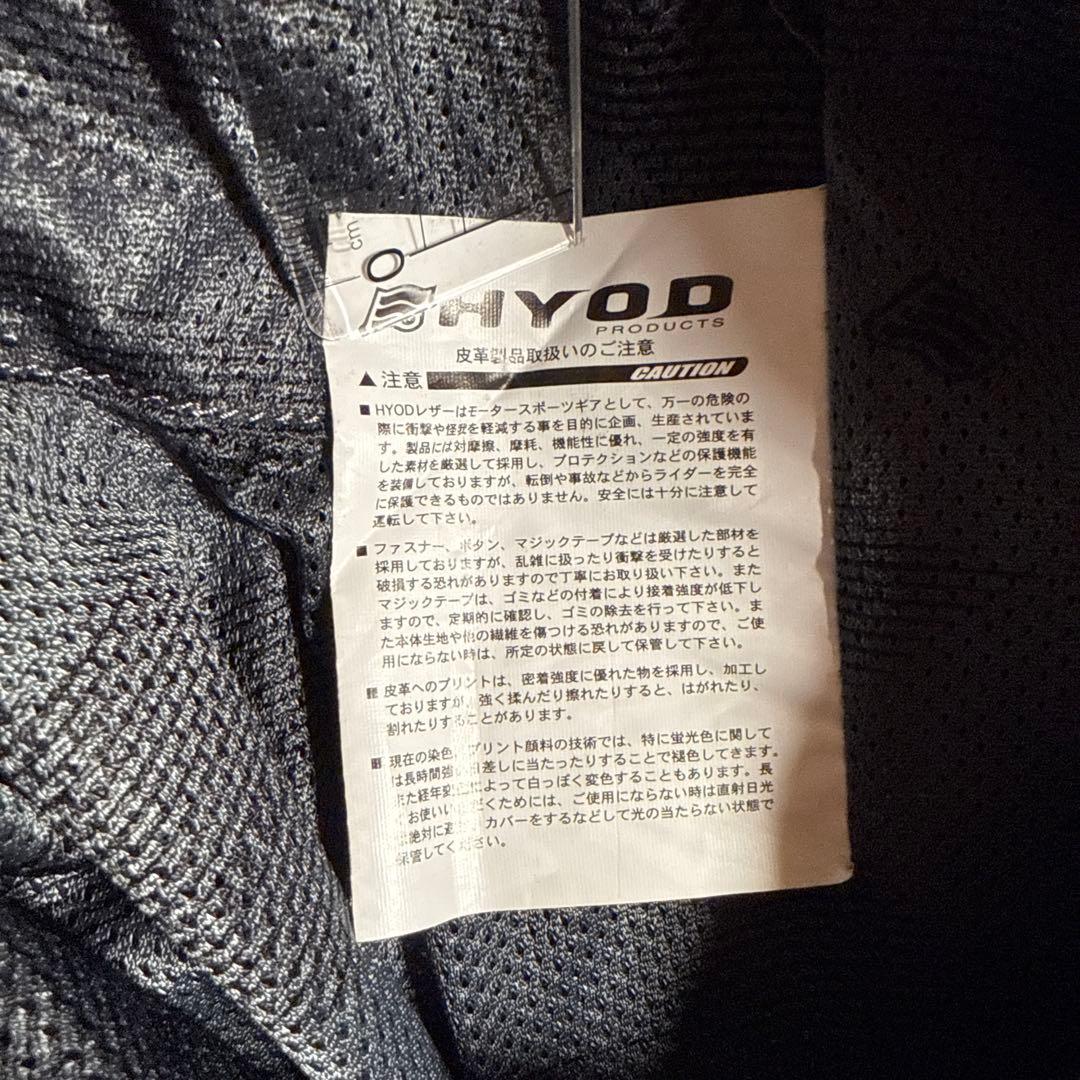 cm
0
HYOD
PRODUCTS
皮革製品取扱いのご注意
▲注意 CAUTION
■ HYODレザーはモータースポーツギアとして、万一の危険の
際に衝撃や怪我を軽減する事を目的に企画、生産されていま
す。製品には対摩擦、摩耗、機能性に優れ、一定の強度を有
した素材を厳選して採用し、プロテクションなどの保護機能
を装備しておりますが、転倒や事故などからライダーを完全
に保護できるものではありません。安全には十分に注意して
運転して下さい。
■ ファスナー、ボタン、マジックテープなどは厳選した部材を
採用しておりますが、乱雑に扱ったり衝撃を受けたりすると
破損する恐れがありますので丁寧にお取り扱い下さい。また
マジックテープは、ゴミなどの付着により接着強度が低下し
ますので、定期的に確認し、ゴミの除去を行って下さい。ま
た本体生地や他の繊維を傷つける恐れがありますので、ご使
用にならない時は、所定の状態に戻して保管して下さい。
■ 皮革へのプリントは、密着強度に優れた物を採用し、加工し
ておりますが、強く揉んだり擦れたりすると、はがれたり、
割れたりすることがあります。
■ 現在の染色、プリント顔料の技術では、特に蛍光色に関して
は長時間強い日差しに当たったりすることで褪色してきます。
また経年変化によって白っぽく変色することもあります。長
くお使いいただくためには、ご使用にならない時は直射日光
は絶対に避け、カバーをするなどして光の当たらない状態で
保管してください。